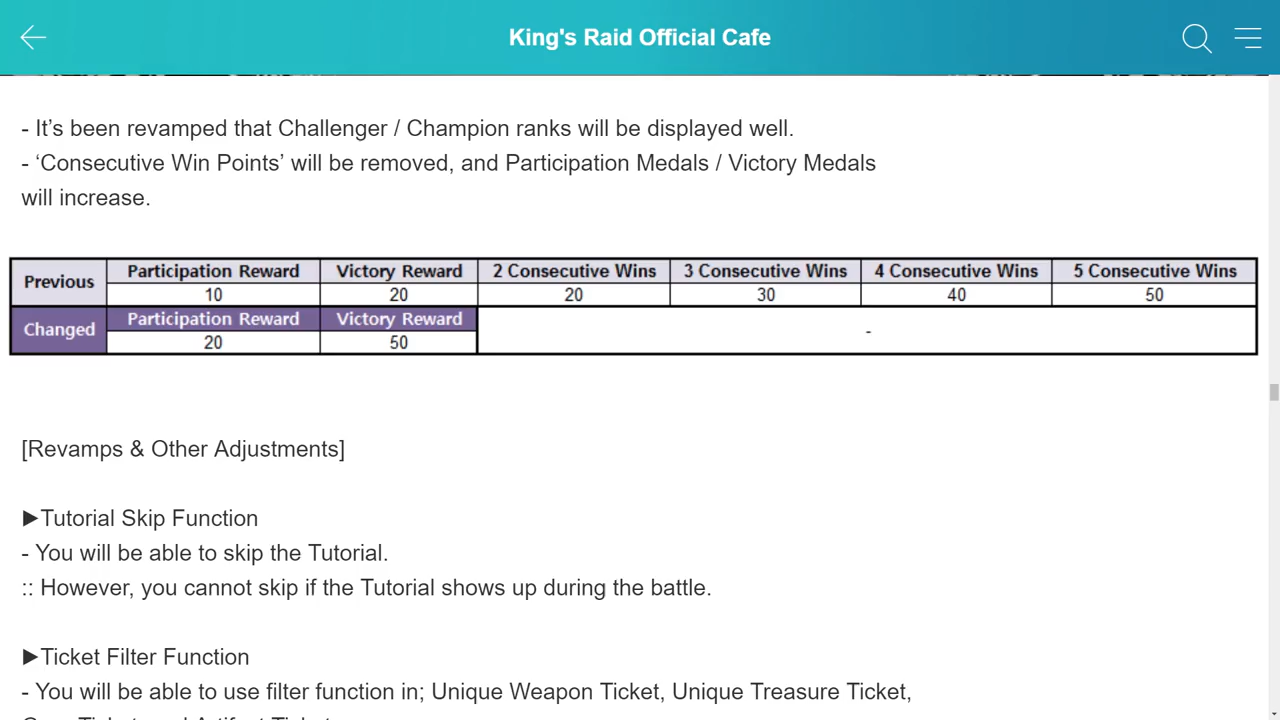 King's Raid Official Cafe
- It’s been revamped that Challenger / Champion ranks will be displayed well.
- ‘Consecutive Win Points’ will be removed, and Participation Medals / Victory Medals
will increase.
Previous Participation Reward Victory Reward 2 Consecutive Wins 3 Consecutive Wins 4 Consecutive Wins 5 Consecutive Wins
10 20 20 30 40 50
Changed Participation Reward Victory Reward -
20 50
[Revamps & Other Adjustments]
▶Tutorial Skip Function
- You will be able to skip the Tutorial.
:: However, you cannot skip if the Tutorial shows up during the battle.
▶Ticket Filter Function
- You will be able to use filter function in; Unique Weapon Ticket, Unique Treasure Ticket,